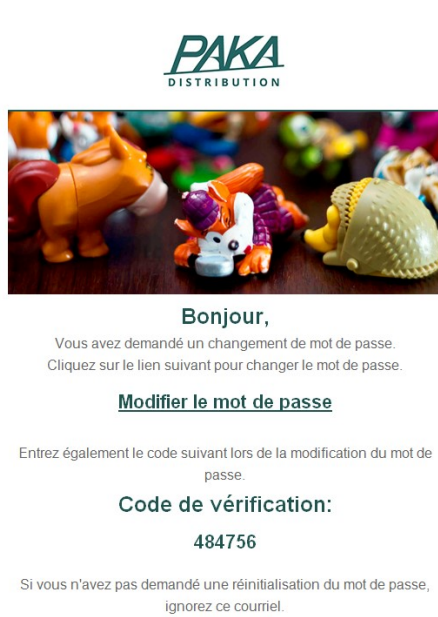 PAKA
DISTRIBUTION
Bonjour,
Vous avez demandé un changement de mot de passe.
Cliquez sur le lien suivant pour changer le mot de passe.
Modifier le mot de passe
Entrez également le code suivant lors de la modification du mot de
passe.
Code de vérification:
484756
Si vous n'avez pas demandé une réinitialisation du mot de passe,
ignorez ce courriel.